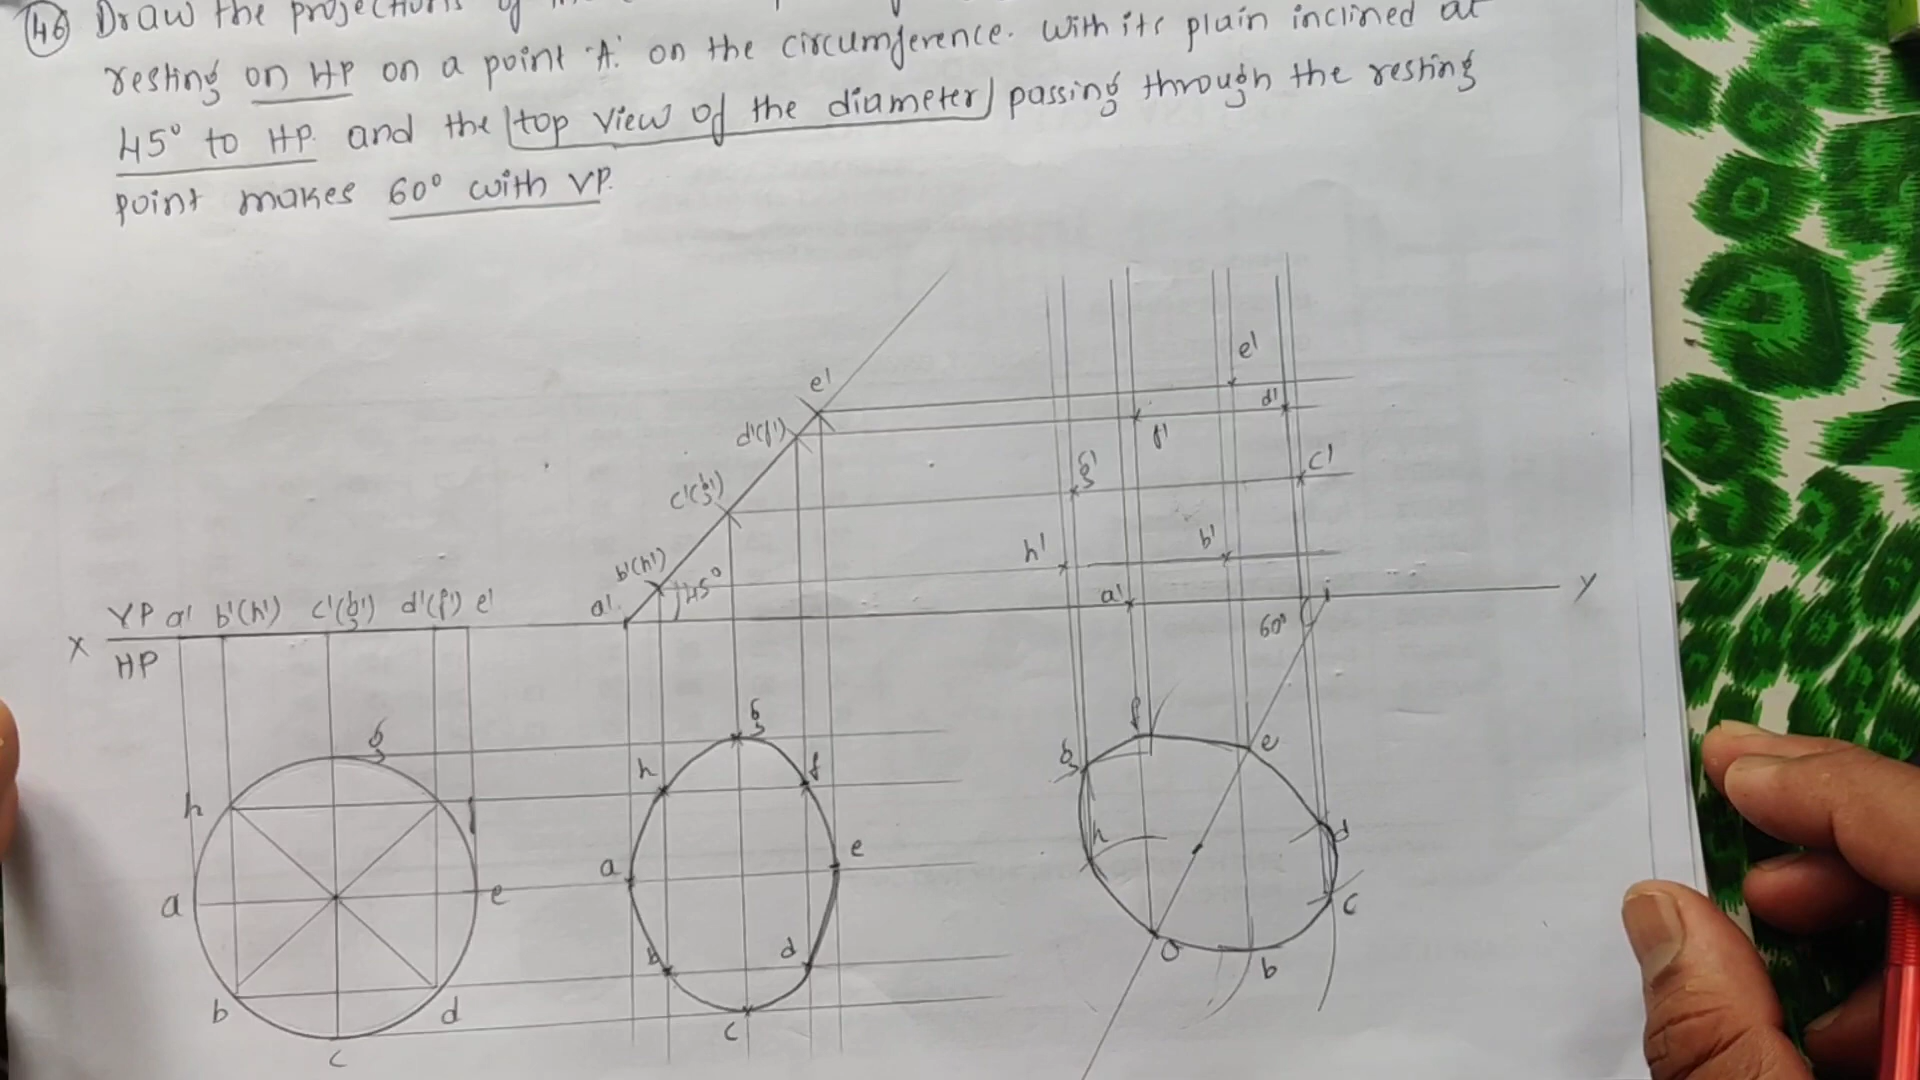 46 Draw the projections of
resting on HP on a point 'A' on the circumference. With its plain inclined at
45° to HP. and the top view of the diameter passing through the resting
point makes 60° with VP.
e'
e'
d'
d'(f')
f'
g'
c'
c'(g')
h'
b'
b'(h')
45°
a'
a'
VP a' b'(h') c'(g') d'(f') e'
X
Y
HP
60°
g
g
f
e
g
h
f
h
d
h
a
e
a
e
c
b
d
a
b
b
d
c
c